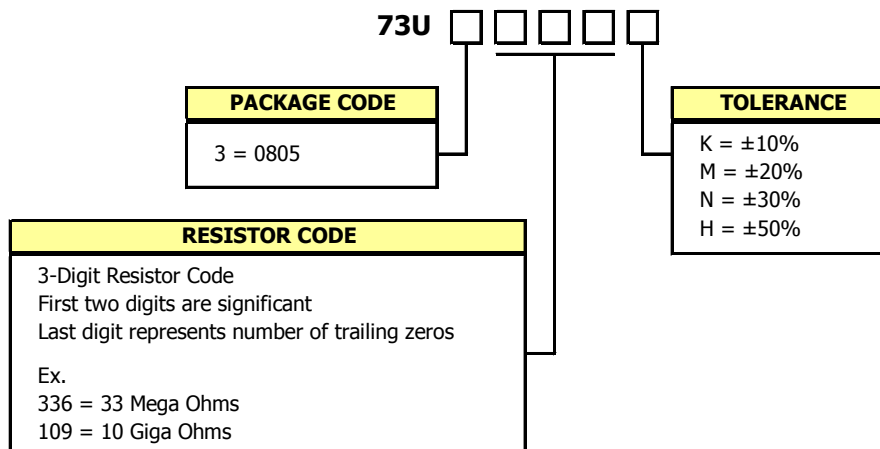 73U
PACKAGE CODE
3 = 0805
TOLERANCE
K = ±10%
M = ±20%
N = ±30%
H = ±50%
RESISTOR CODE
3-Digit Resistor Code
First two digits are significant
Last digit represents number of trailing zeros
Ex.
336 = 33 Mega Ohms
109 = 10 Giga Ohms